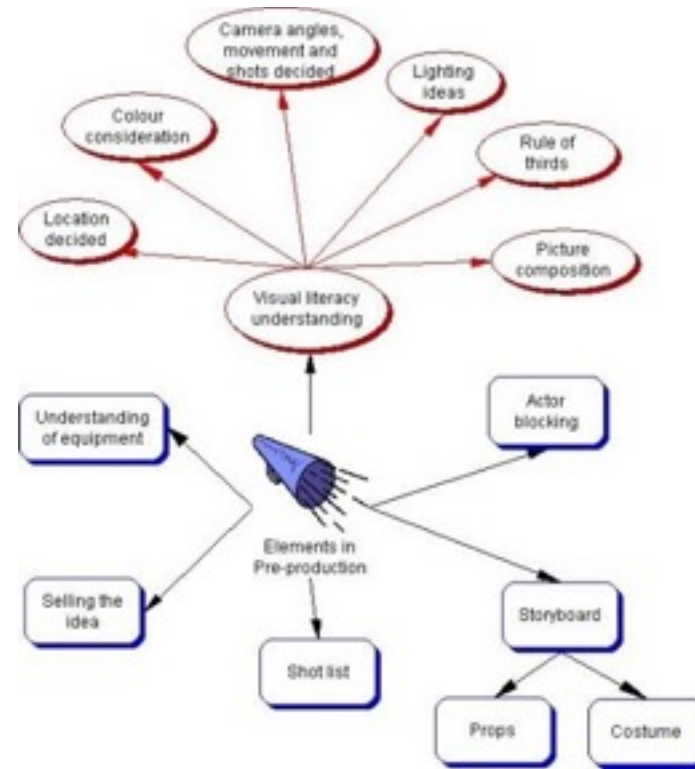 Camera angles,
movement and
shots decided
Lighting
ideas
Colour
consideration
Rule of
thirds
Location
decided
Picture
composition
Visual literacy
understanding
Understanding
of equipment
Actor
blocking
Elements in
Pre-production
Selling the
idea
Storyboard
Shot list
Props
Costume